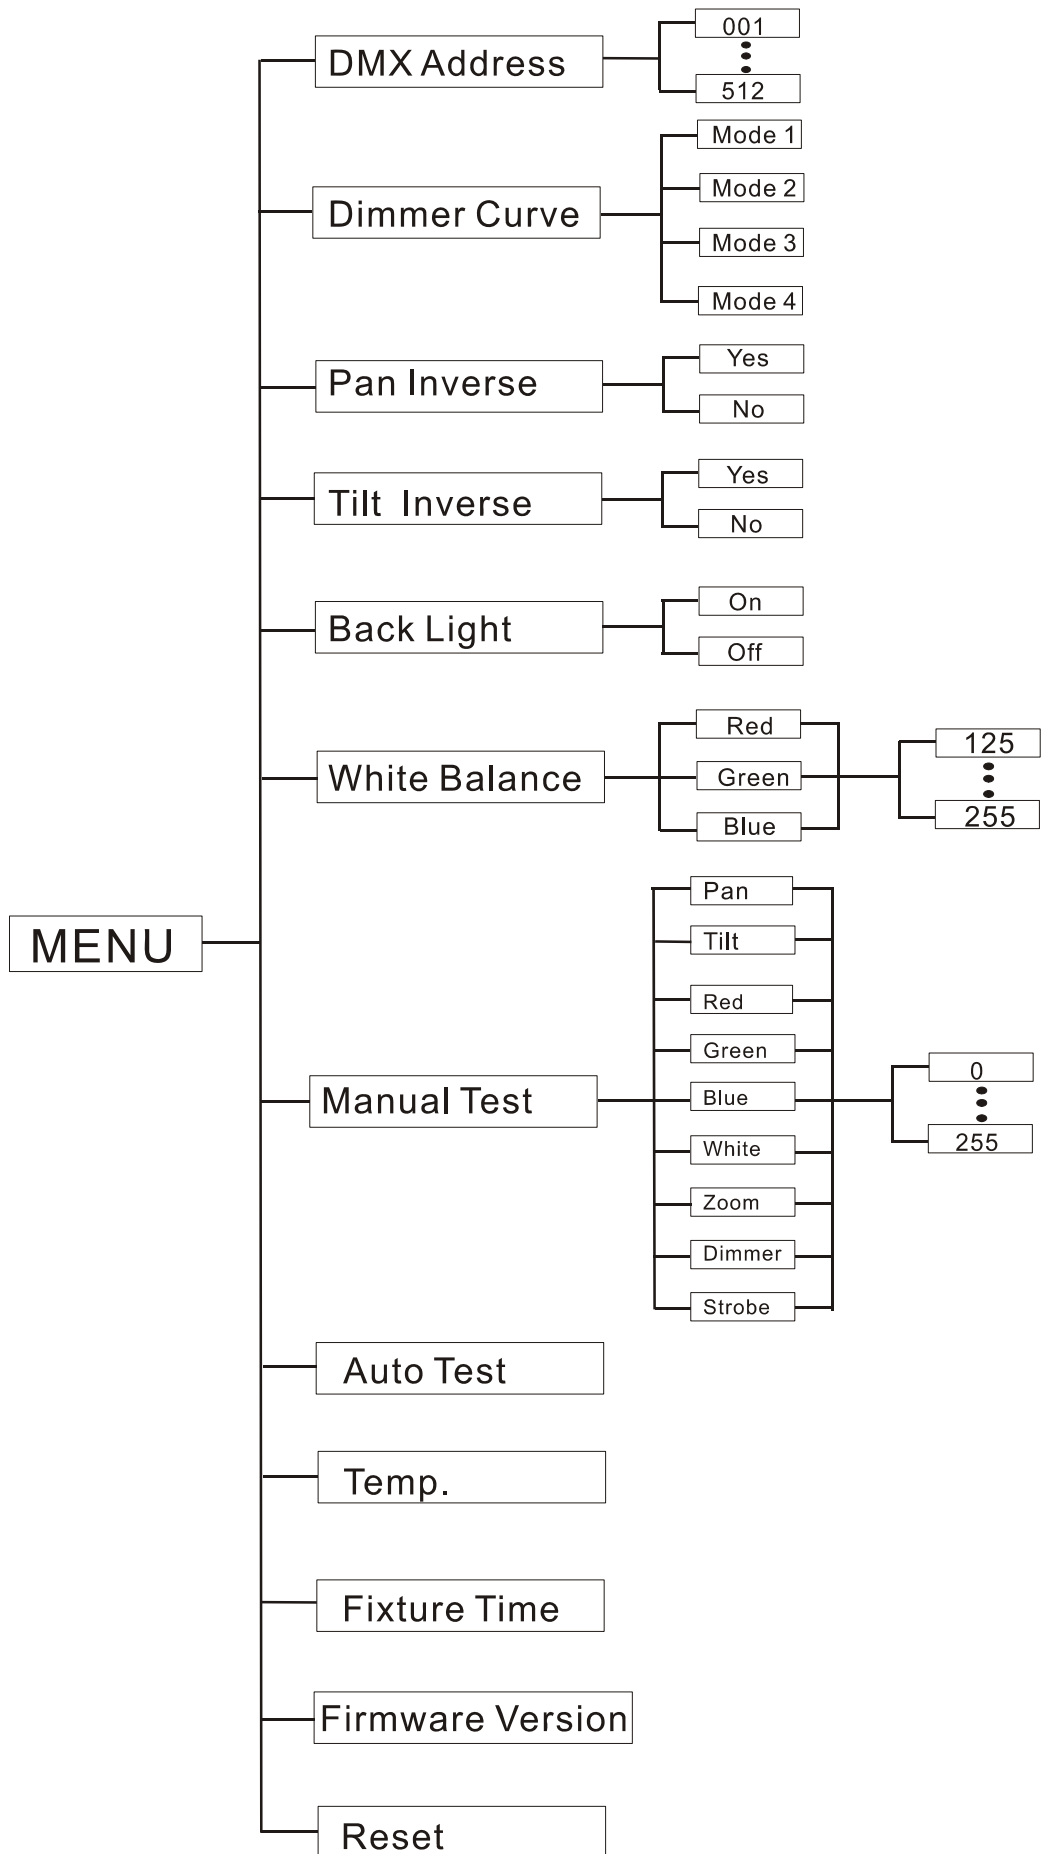 DMX Address
001
512
Dimmer Curve
Mode 1
Mode 2
Mode 3
Mode 4
Pan Inverse
Yes
No
Tilt Inverse
Yes
No
Back Light
On
Off
White Balance
Red
Green
Blue
125
255
MENU
Manual Test
Pan
Tilt
Red
Green
Blue
White
Zoom
Dimmer
Strobe
0
255
Auto Test
Temp.
Fixture Time
Firmware Version
Reset